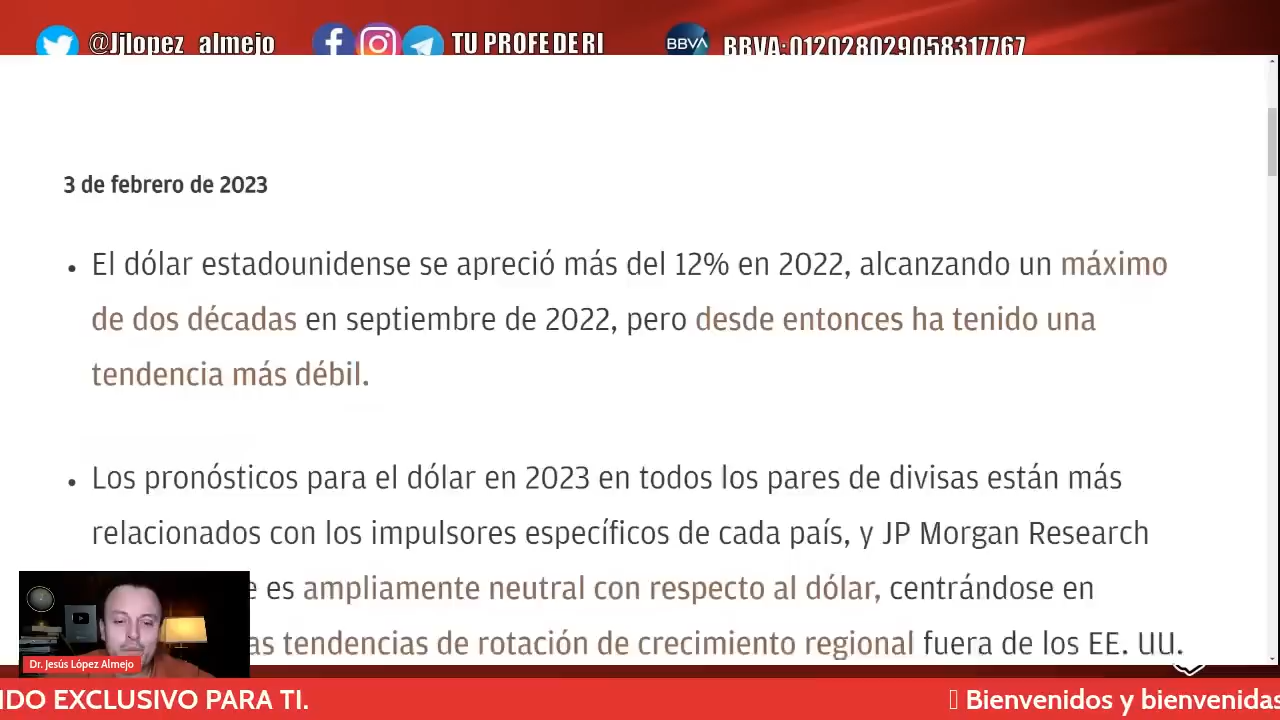 @Jjlopez_almejo
TU PROFE DE RI
BBVA
BBVA: 012028029058317767
3 de febrero de 2023
• El dólar estadounidense se apreció más del 12% en 2022, alcanzando un máximo
de dos décadas en septiembre de 2022, pero desde entonces ha tenido una
tendencia más débil.
• Los pronósticos para el dólar en 2023 en todos los pares de divisas están más
relacionados con los impulsores específicos de cada país, y JP Morgan Research
e es ampliamente neutral con respecto al dólar, centrándose en
as tendencias de rotación de crecimiento regional fuera de los EE. UU.
Dr. Jesús López Almejo
NDO EXCLUSIVO PARA TI.
Bienvenidos y bienvenidas